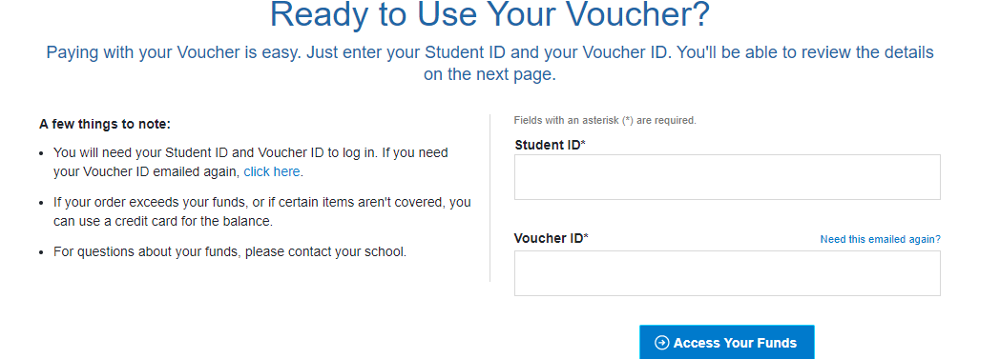 Ready to Use Your Voucher?
Paying with your Voucher is easy. Just enter your Student ID and your Voucher ID. You'll be able to review the details
on the next page.
A few things to note:
• You will need your Student ID and Voucher ID to log in. If you need
your Voucher ID emailed again, click here.
• If your order exceeds your funds, or if certain items aren't covered, you
can use a credit card for the balance.
• For questions about your funds, please contact your school.
Fields with an asterisk (*) are required.
Student ID*
Voucher ID*
Need this emailed again?
Access Your Funds